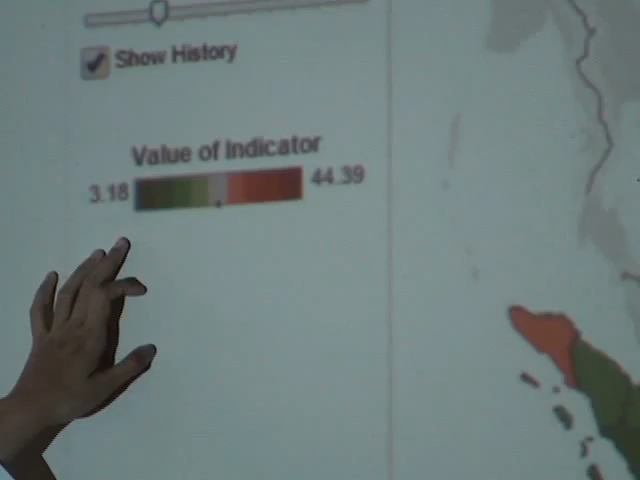 Show History
Value of Indicator
3.18 44.39